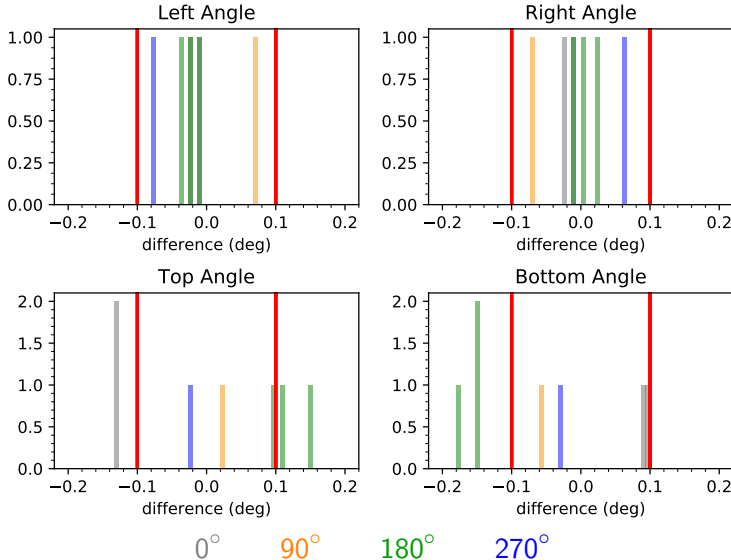 Left Angle
1.00
0.75
0.50
0.25
0.00
−0.2 −0.1 0.0 0.1 0.2
difference (deg)
Right Angle
1.00
0.75
0.50
0.25
0.00
−0.2 −0.1 0.0 0.1 0.2
difference (deg)
Top Angle
2.0
1.5
1.0
0.5
0.0
−0.2 −0.1 0.0 0.1 0.2
difference (deg)
Bottom Angle
2.0
1.5
1.0
0.5
0.0
−0.2 −0.1 0.0 0.1 0.2
difference (deg)
0° 90° 180° 270°